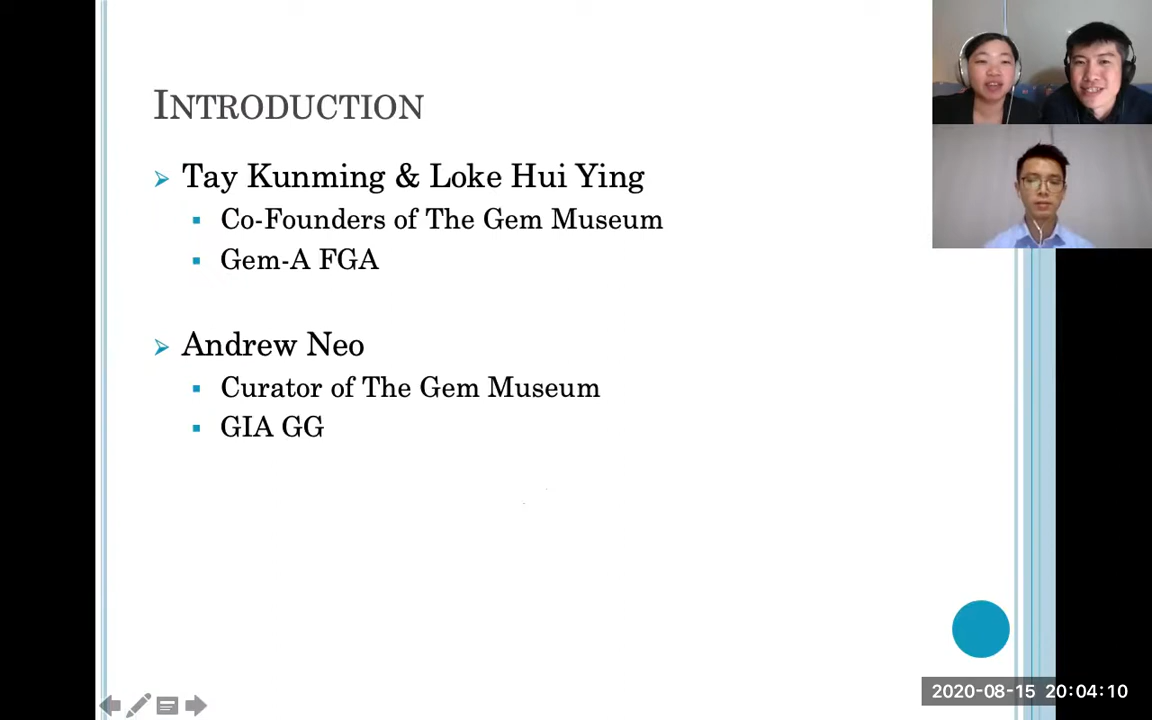 INTRODUCTION
Tay Kunming & Loke Hui Ying
Co-Founders of The Gem Museum
Gem-A FGA
Andrew Neo
Curator of The Gem Museum
GIA GG
2020-08-15 20:04:10